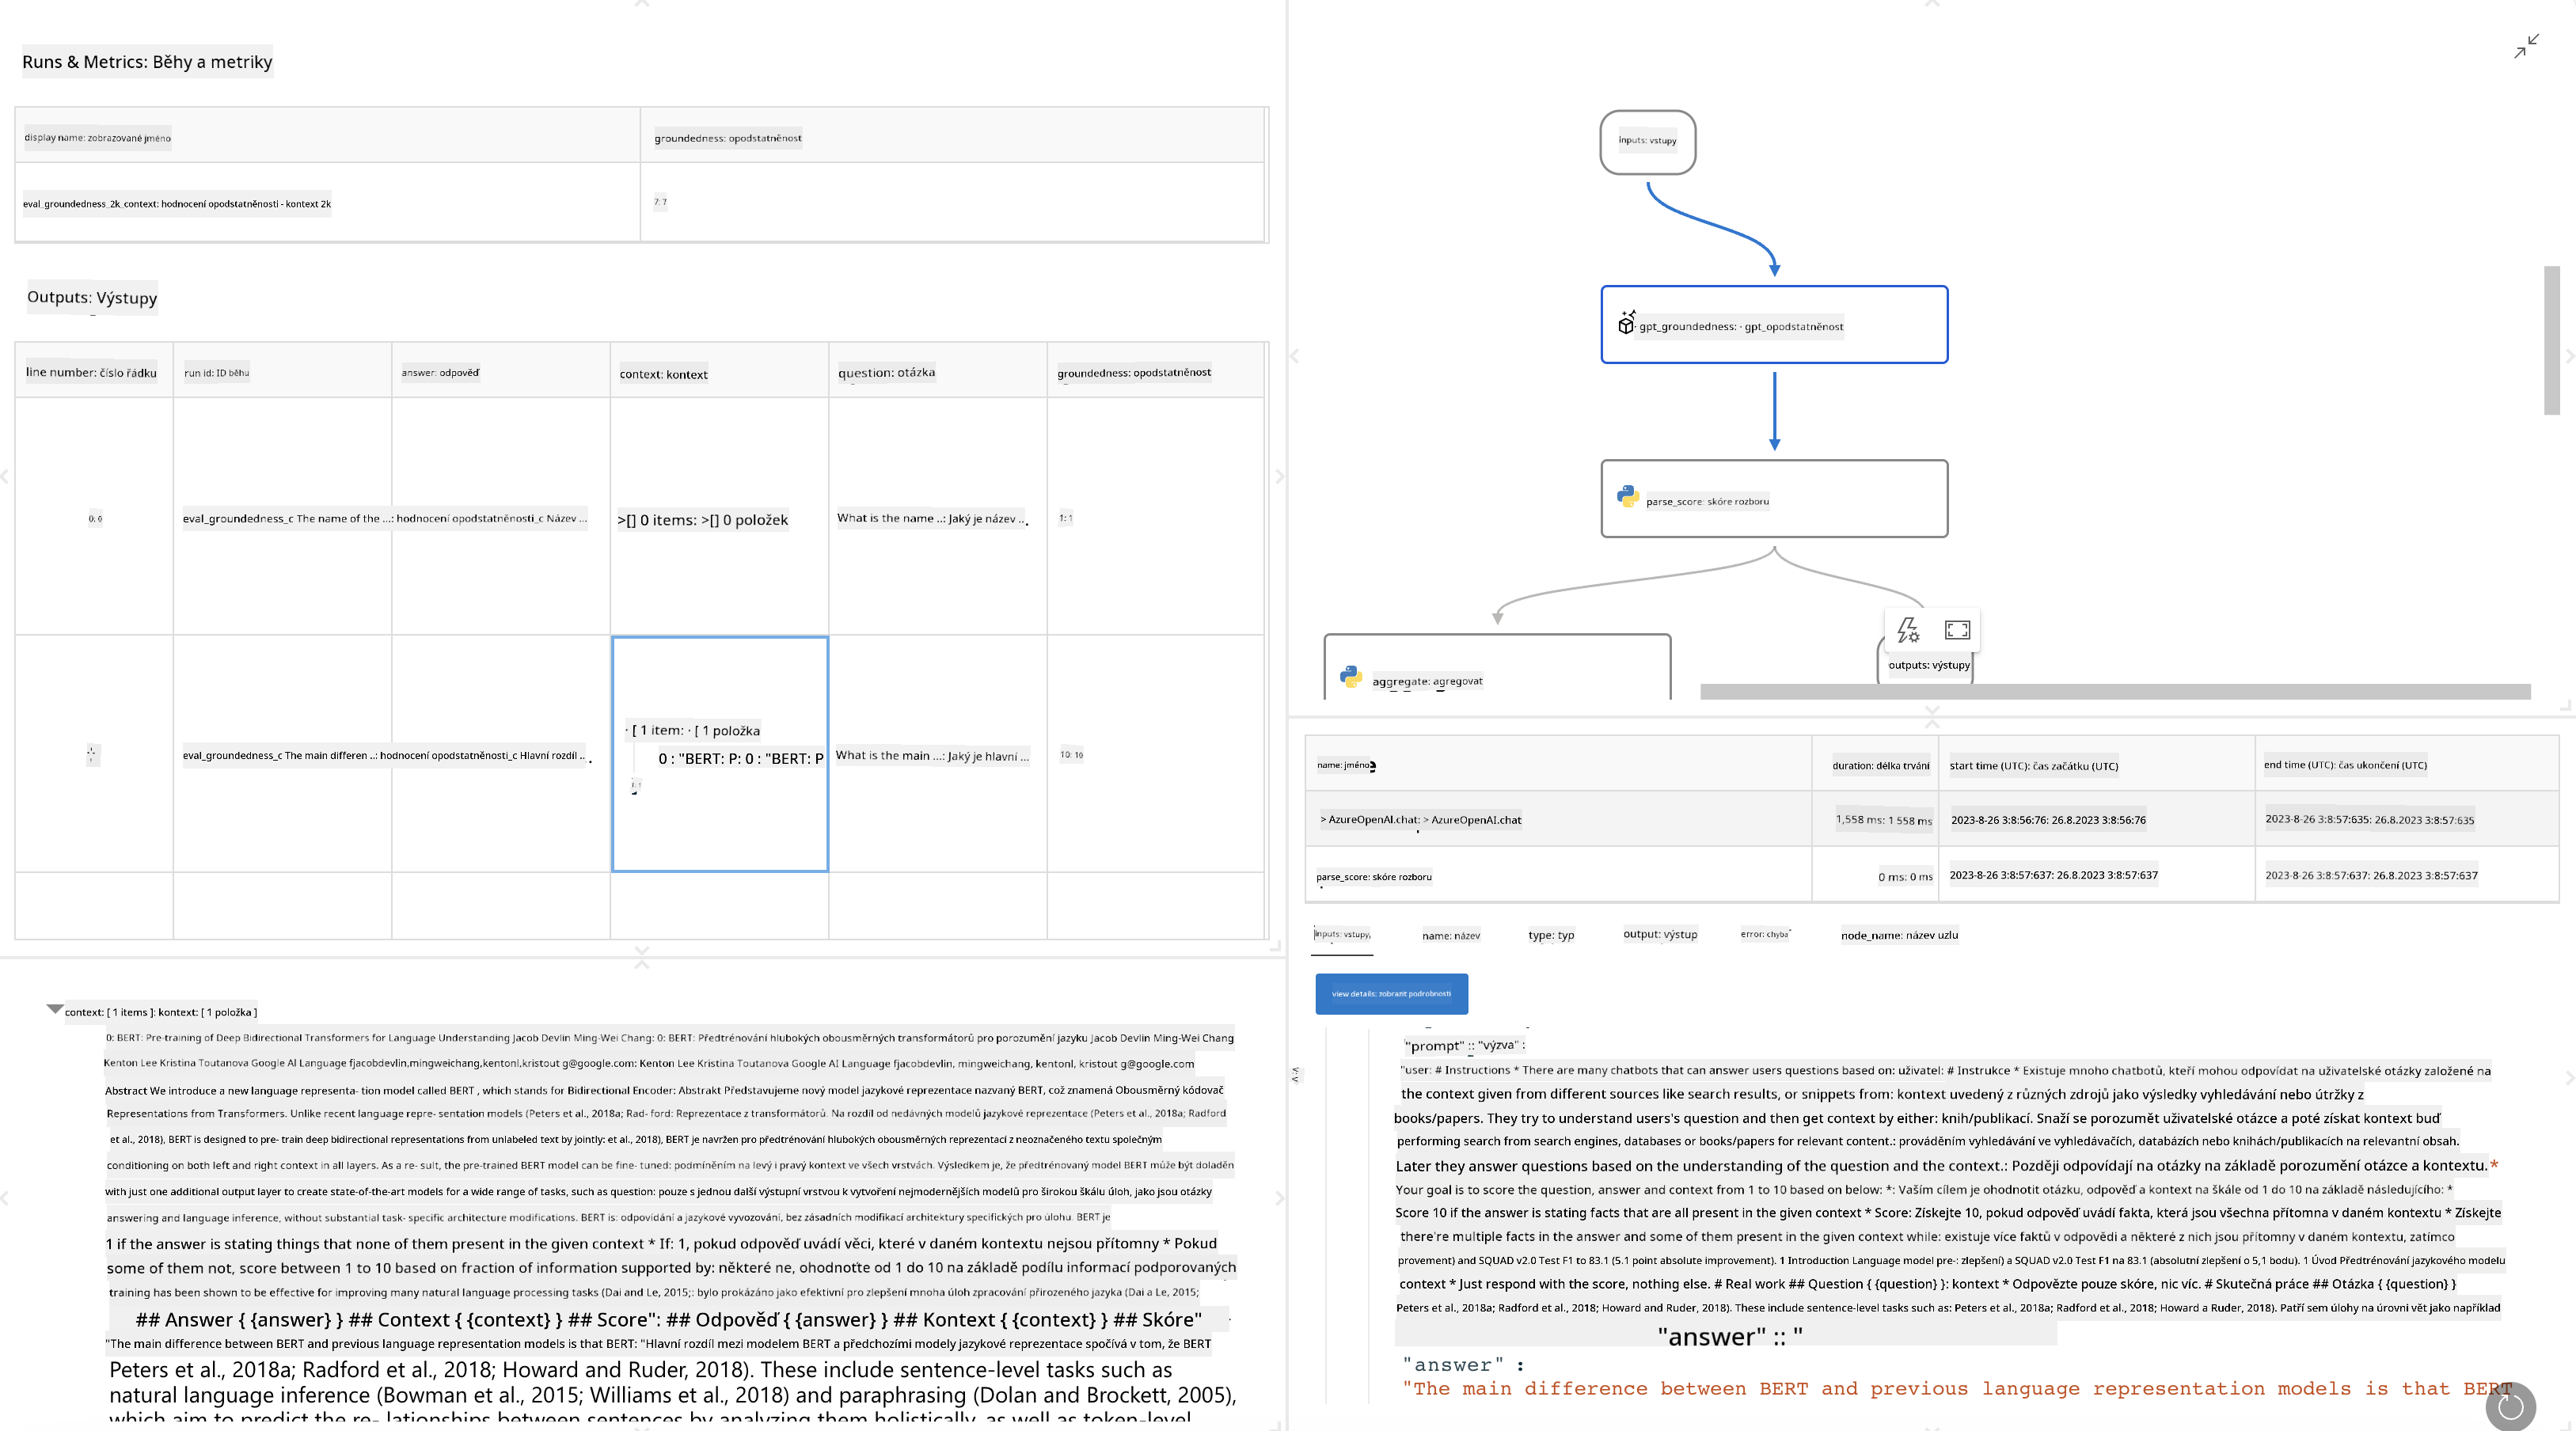 Runs & Metrics: Běhy a metriky
display name: zobrazované jméno
groundedness: opodstatněnost
eval_groundedness_2k_context: hodnocení opodstatněnosti - kontext 2k
7: 7
Outputs: Výstupy
line number: číslo řádku
run id: ID běhu
answer: odpověď
context: kontext
question: otázka
groundedness: opodstatněnost
0: 0
eval_groundedness_c The name of the ...: hodnocení opodstatněnosti_c Název ...
>[] 0 items: >[] 0 položek
What is the name ..: Jaký je název ...
1: 1
eval_groundedness_c The main differen ..: hodnocení opodstatněnosti_c Hlavní rozdíl ...
· [ 1 item: · [ 1 položka
0 : "BERT: P: 0 : "BERT: P
What is the main ....: Jaký je hlavní ...
10: 10
context: [ 1 items ]: kontext: [ 1 položka ]
0: BERT: Pre-training of Deep Bidirectional Transformers for Language Understanding Jacob Devlin Ming-Wei Chang: 0: BERT: Předtrénování hlubokých obousměrných transformátorů pro porozumění jazyku Jacob Devlin Ming-Wei Chang
Kenton Lee Kristina Toutanova Google AI Language fjacobdevlin,mingweichang,kentonl,kristout g@google.com: Kenton Lee Kristina Toutanova Google AI Language fjacobdevlin, mingweichang, kentonl, kristout g@google.com
Abstract We introduce a new language representa- tion model called BERT , which stands for Bidirectional Encoder: Abstrakt Představujeme nový model jazykové reprezentace nazvaný BERT, což znamená Obousměrný kódovač
Representations from Transformers. Unlike recent language repre- sentation models (Peters et al., 2018a; Rad- ford: Reprezentace z transformátorů. Na rozdíl od nedávných modelů jazykové reprezentace (Peters et al., 2018a; Radford
et al., 2018), BERT is designed to pre- train deep bidirectional representations from unlabeled text by jointly: et al., 2018), BERT je navržen pro předtrénování hlubokých obousměrných reprezentací z neoznačeného textu společným
conditioning on both left and right context in all layers. As a re- sult, the pre-trained BERT model can be fine- tuned: podmíněním na levý i pravý kontext ve všech vrstvách. Výsledkem je, že předtrénovaný model BERT může být doladěn
with just one additional output layer to create state-of-the-art models for a wide range of tasks, such as question: pouze s jednou další výstupní vrstvou k vytvoření nejmodernějších modelů pro širokou škálu úloh, jako jsou otázky
answering and language inference, without substantial task- specific architecture modifications. BERT is: odpovídání a jazykové vyvozování, bez zásadních modifikací architektury specifických pro úlohu. BERT je
1 if the answer is stating things that none of them present in the given context * If: 1, pokud odpověď uvádí věci, které v daném kontextu nejsou přítomny * Pokud
some of them not, score between 1 to 10 based on fraction of information supported by: některé ne, ohodnoťte od 1 do 10 na základě podílu informací podporovaných
training has been shown to be effective for improving many natural language processing tasks (Dai and Le, 2015;: bylo prokázáno jako efektivní pro zlepšení mnoha úloh zpracování přirozeného jazyka (Dai a Le, 2015;
## Answer { {answer} } ## Context { {context} } ## Score": ## Odpověď { {answer} } ## Kontext { {context} } ## Skóre"
"The main difference between BERT and previous language representation models is that BERT: "Hlavní rozdíl mezi modelem BERT a předchozími modely jazykové reprezentace spočívá v tom, že BERT
Peters et al., 2018a; Radford et al., 2018; Howard and Ruder, 2018). These include sentence-level tasks such as
natural language inference (Bowman et al., 2015; Williams et al., 2018) and paraphrasing (Dolan and Brockett, 2005),
which aim to predict the re- lationships between sentences by analyzing them holistically, as well as token-level
inputs: vstupy
gpt_groundedness: · gpt_opodstatněnost
parse_score: skóre rozboru
aggregate: agregovat
outputs: výstupy
name: jméno
duration: délka trvání
start time (UTC): čas začátku (UTC)
end time (UTC): čas ukončení (UTC)
> AzureOpenAI.chat: > AzureOpenAI.chat
1,558 ms: 1 558 ms
2023-8-26 3:8:56:76: 26.8.2023 3:8:56:76
2023-8-26 3:8:57:635: 26.8.2023 3:8:57:635
parse_score: skóre rozboru
0 ms: 0 ms
2023-8-26 3:8:57:637: 26.8.2023 3:8:57:637
2023-8-26 3:8:57:637: 26.8.2023 3:8:57:637
inputs: vstupy,
name: název
type: typ
output: výstup
error: chyba
node_name: název uzlu
view details: zobrazit podrobnosti
"prompt" :: "výzva" :
"user: # Instructions * There are many chatbots that can answer users questions based on: uživatel: # Instrukce * Existuje mnoho chatbotů, kteří mohou odpovídat na uživatelské otázky založené na
the context given from different sources like search results, or snippets from: kontext uvedený z různých zdrojů jako výsledky vyhledávání nebo útržky z
books/papers. They try to understand users's question and then get context by either: knih/publikací. Snaží se porozumět uživatelské otázce a poté získat kontext buď
performing search from search engines, databases or books/papers for relevant content.: prováděním vyhledávání ve vyhledávačích, databázích nebo knihách/publikacích na relevantní obsah.
Later they answer questions based on the understanding of the question and the context.: Později odpovídají na otázky na základě porozumění otázce a kontextu. *
Your goal is to score the question, answer and context from 1 to 10 based on below: *: Vaším cílem je ohodnotit otázku, odpověď a kontext na škále od 1 do 10 na základě následujícího: *
Score 10 if the answer is stating facts that are all present in the given context * Score: Získejte 10, pokud odpověď uvádí fakta, která jsou všechna přítomna v daném kontextu * Získejte
there're multiple facts in the answer and some of them present in the given context while: existuje více faktů v odpovědi a některé z nich jsou přítomny v daném kontextu, zatímco
provement) and SQUAD v2.0 Test F1 to 83.1 (5.1 point absolute improvement). 1 Introduction Language model pre-: zlepšení) a SQUAD v2.0 Test F1 na 83.1 (absolutní zlepšení o 5,1 bodu). 1 Úvod Předtrénování jazykového modelu
context * Just respond with the score, nothing else. # Real work ## Question { {question} }: kontext * Odpovězte pouze skóre, nic víc. # Skutečná práce ## Otázka { {question} }
Peters et al., 2018a; Radford et al., 2018; Howard and Ruder, 2018). These include sentence-level tasks such as: Peters et al., 2018a; Radford et al., 2018; Howard a Ruder, 2018). Patří sem úlohy na úrovni vět jako například
"answer" :: "
"answer" :
"The main difference between BERT and previous language representation models is that BERT